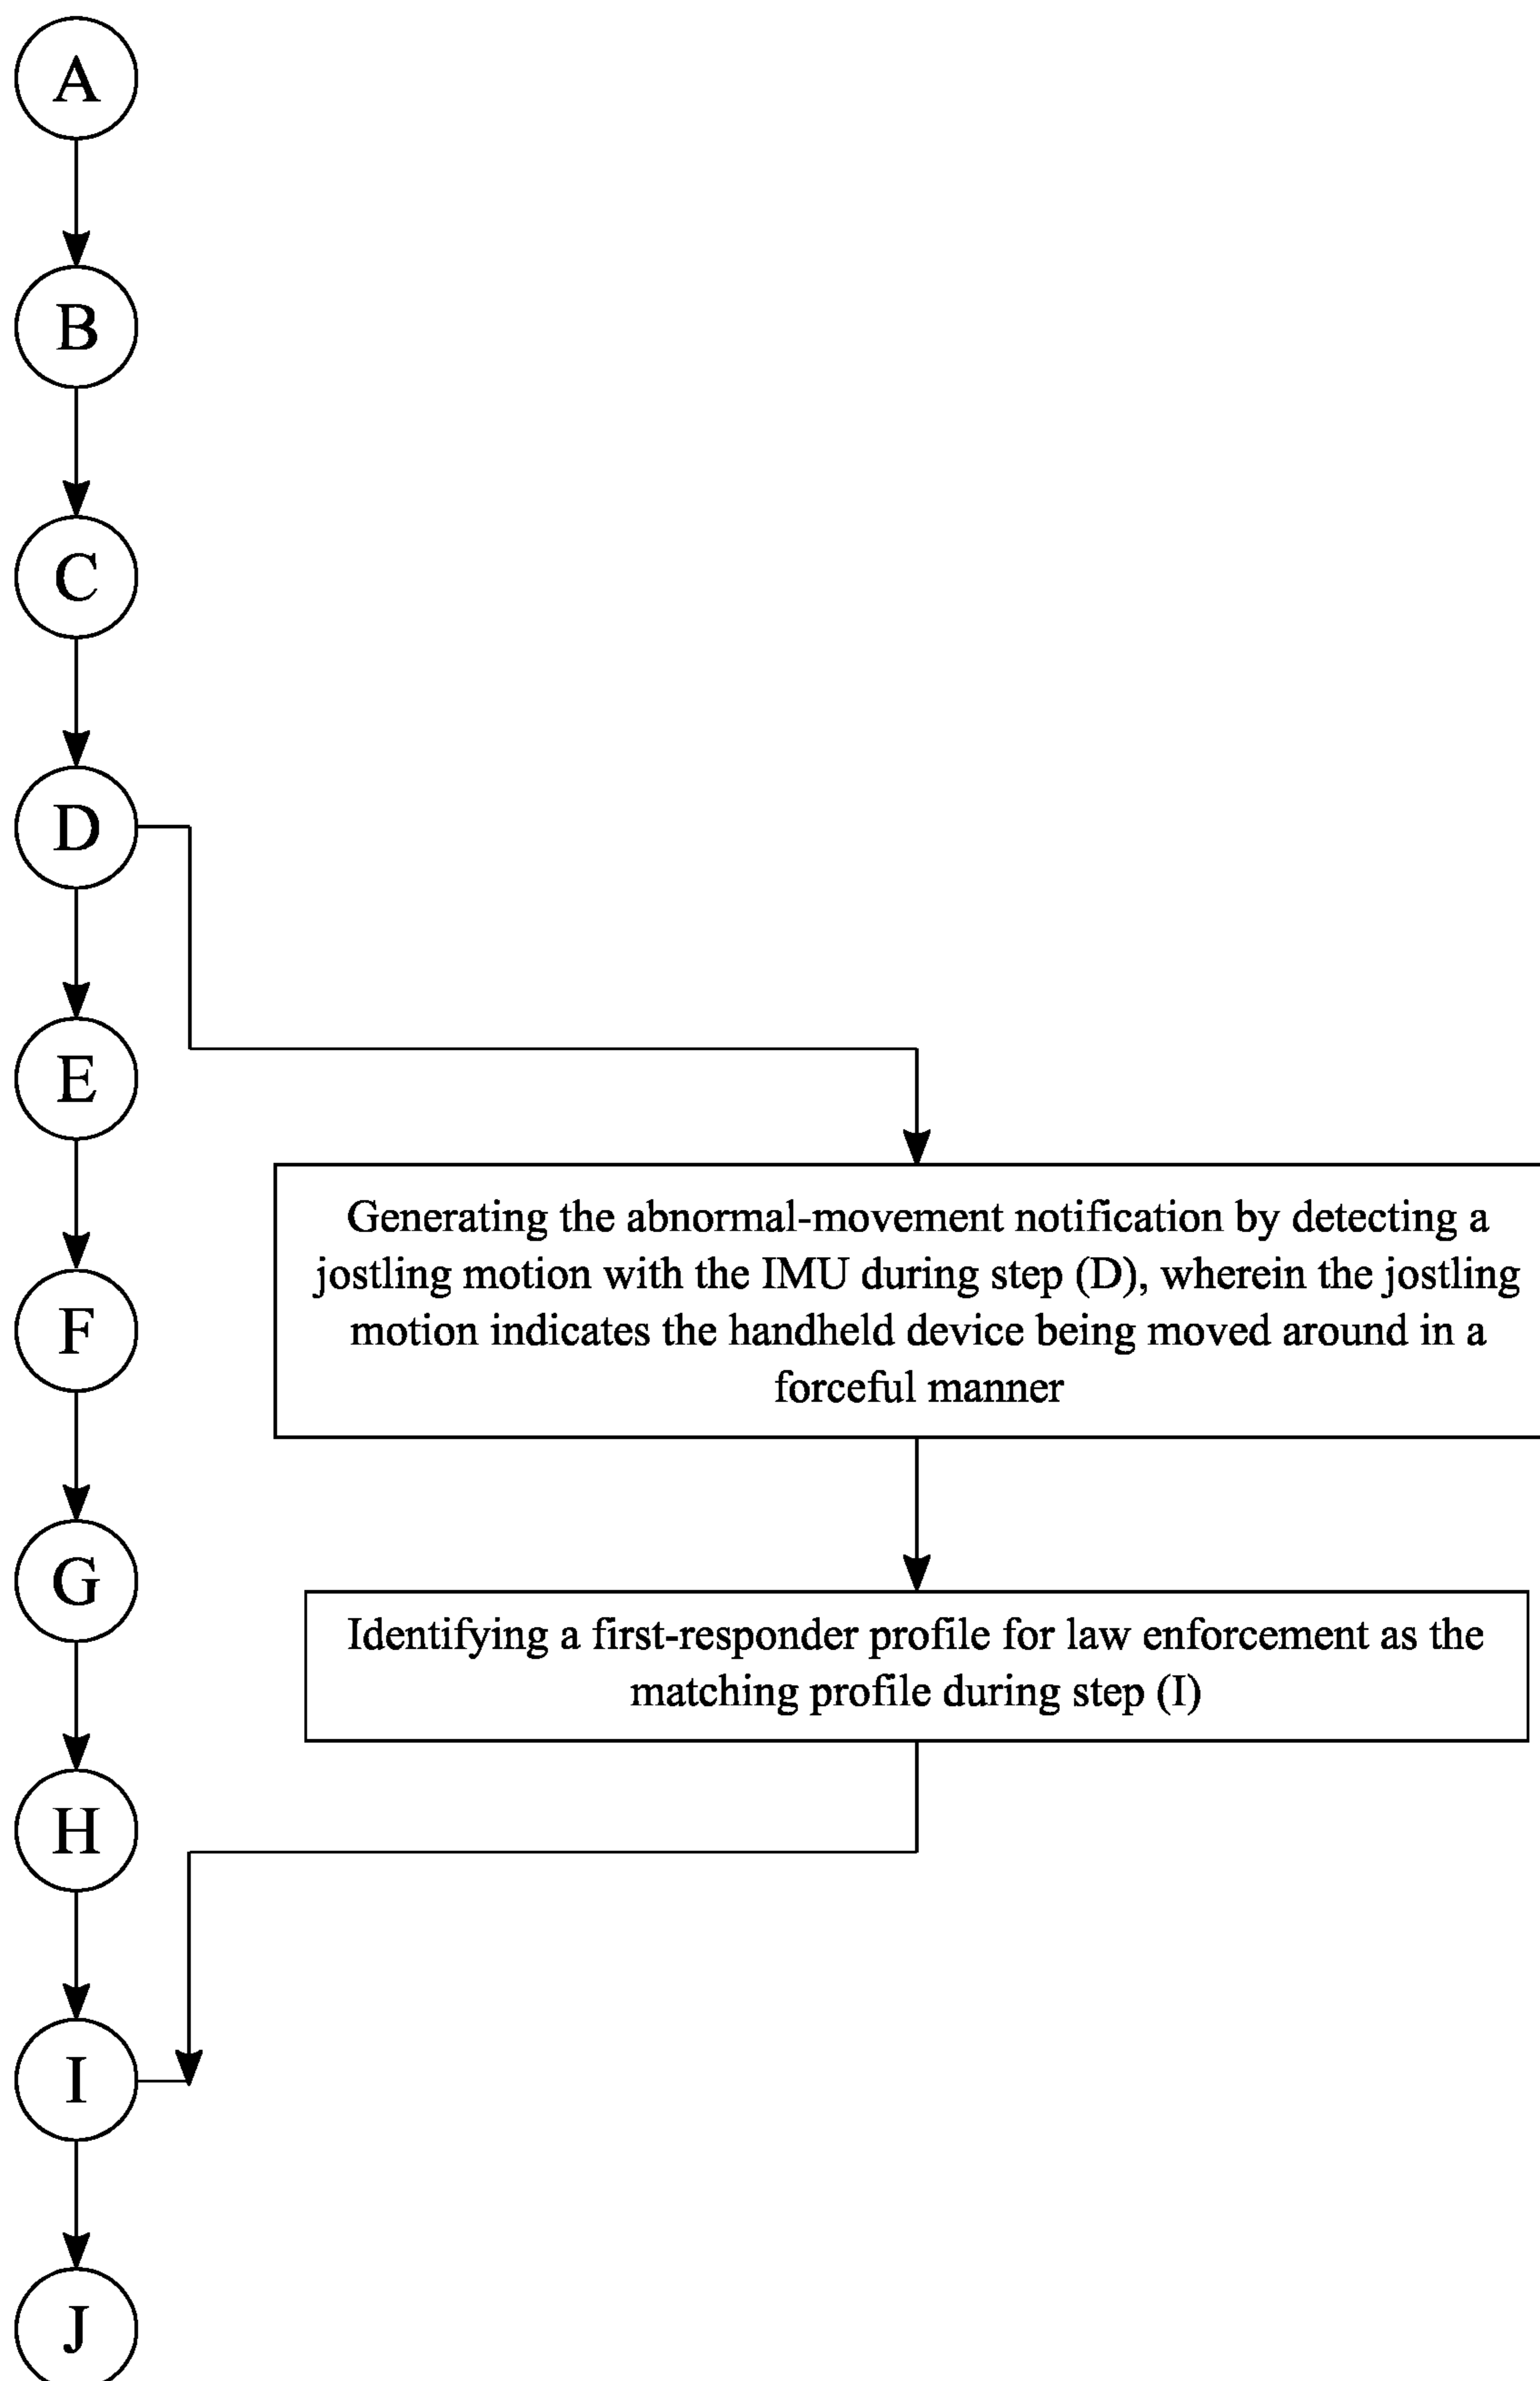 A
B
C
D
E
Generating the abnormal-movement notification by detecting a
jostling motion with the IMU during step (D), wherein the jostling
motion indicates the handheld device being moved around in a
forceful manner
F
G
Identifying a first-responder profile for law enforcement as the
matching profile during step (I)
H
I
J